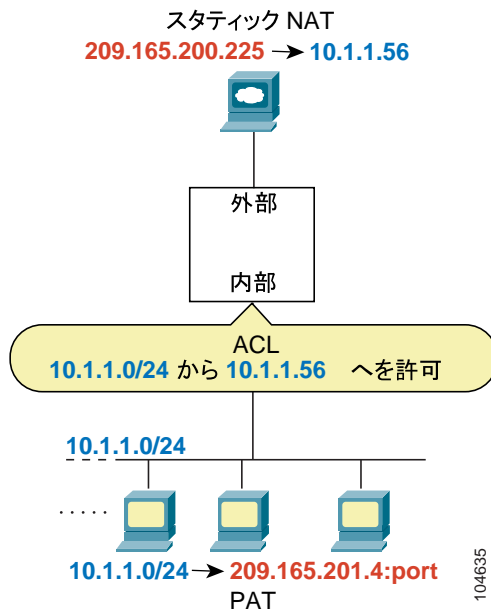 スタティック NAT
209.165.200.225 → 10.1.1.56
外部
内部
ACL
10.1.1.0/24 から 10.1.1.56 へを許可
10.1.1.0/24
10.1.1.0/24 → 209.165.201.4:port
PAT
104635